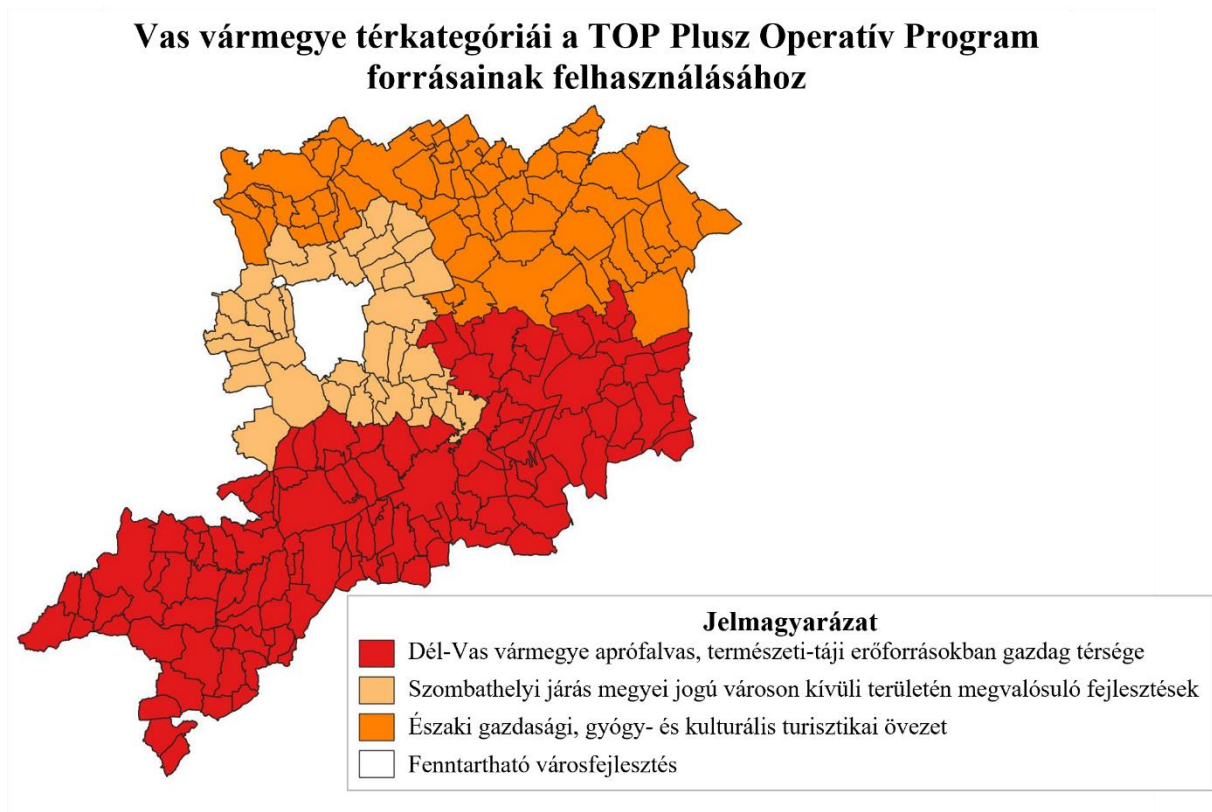 Vas vármegye térkategóriái a TOP Plusz Operatív Program
forrásainak felhasználásához
Jelmagyarázat
Dél-Vas vármegye aprófalvas, természeti-táji erőforrásokban gazdag térsége
Szombathelyi járás megyei jogú városon kívüli területén megvalósuló fejlesztések
Északi gazdasági, gyógy- és kulturális turisztikai övezet
Fenntartható városfejlesztés